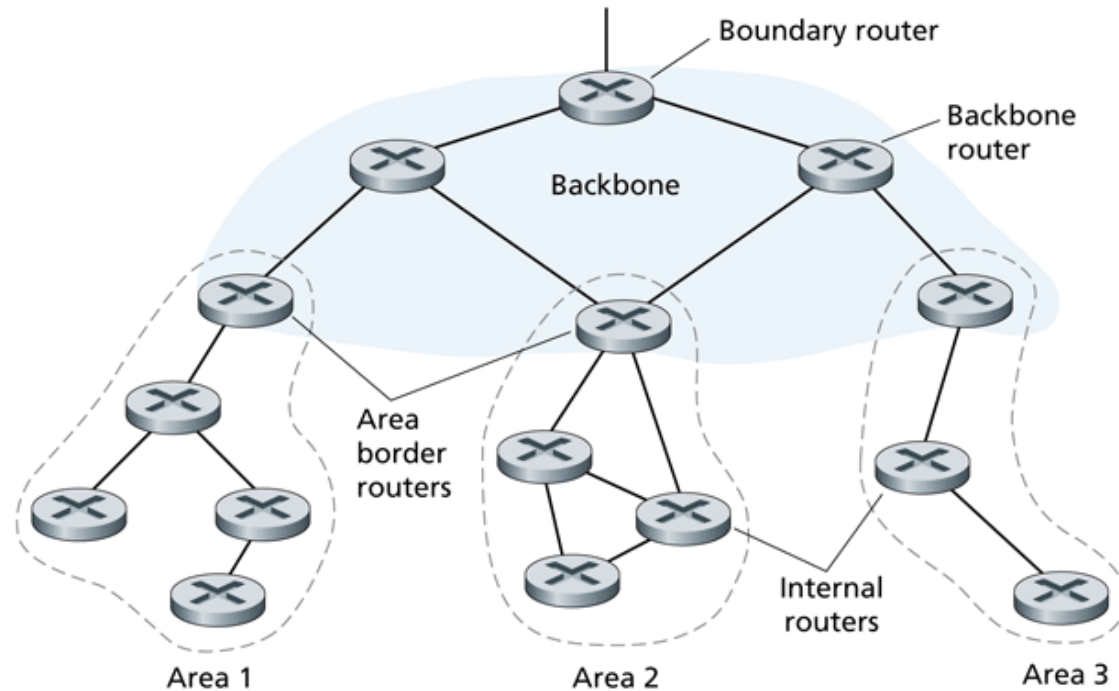 Boundary router
Backbone
router
Backbone
Area
border
routers
Internal
routers
Area 1
Area 2
Area 3